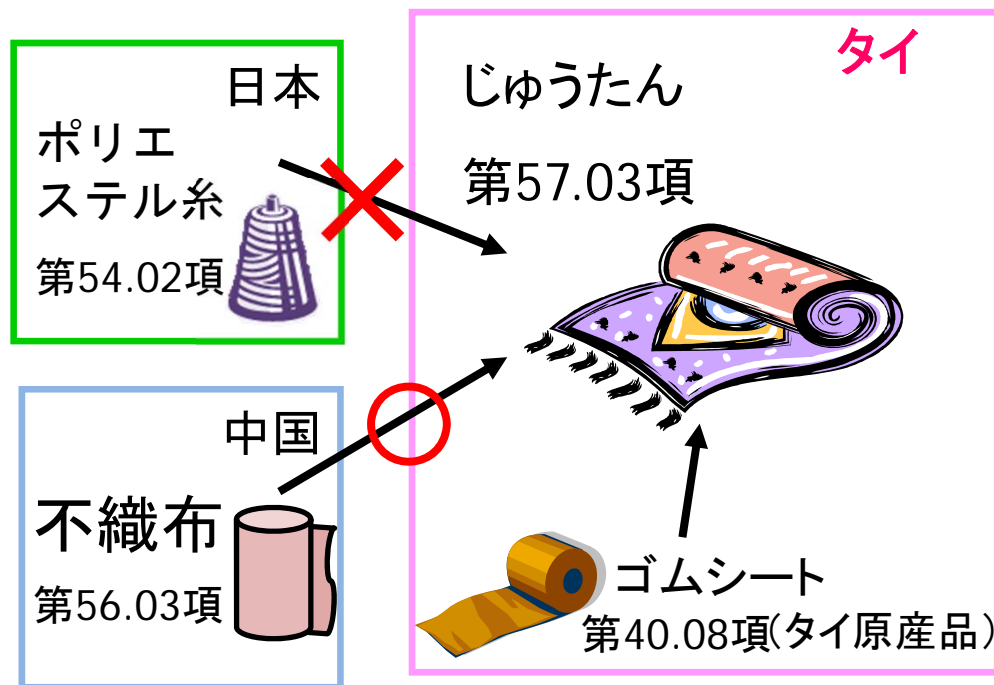 日本
ポリエ
ステル糸
第54.02項
タイ
じゅうたん
第57.03項
中国
不織布
第56.03項
ゴムシート
第40.08項(タイ原産品)